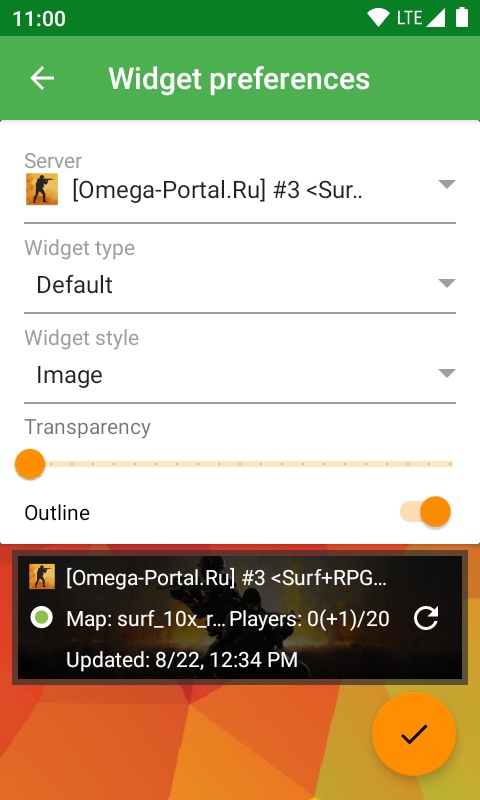 11:00 LTE
Widget preferences
Server
[Omega-Portal.Ru] #3 <Sur..
Widget type
Default
Widget style
Image
Transparency
Outline
[Omega-Portal.Ru] #3 <Surf+RPG...
Map: surf_10x_r... Players: 0(+1)/20
Updated: 8/22, 12:34 PM